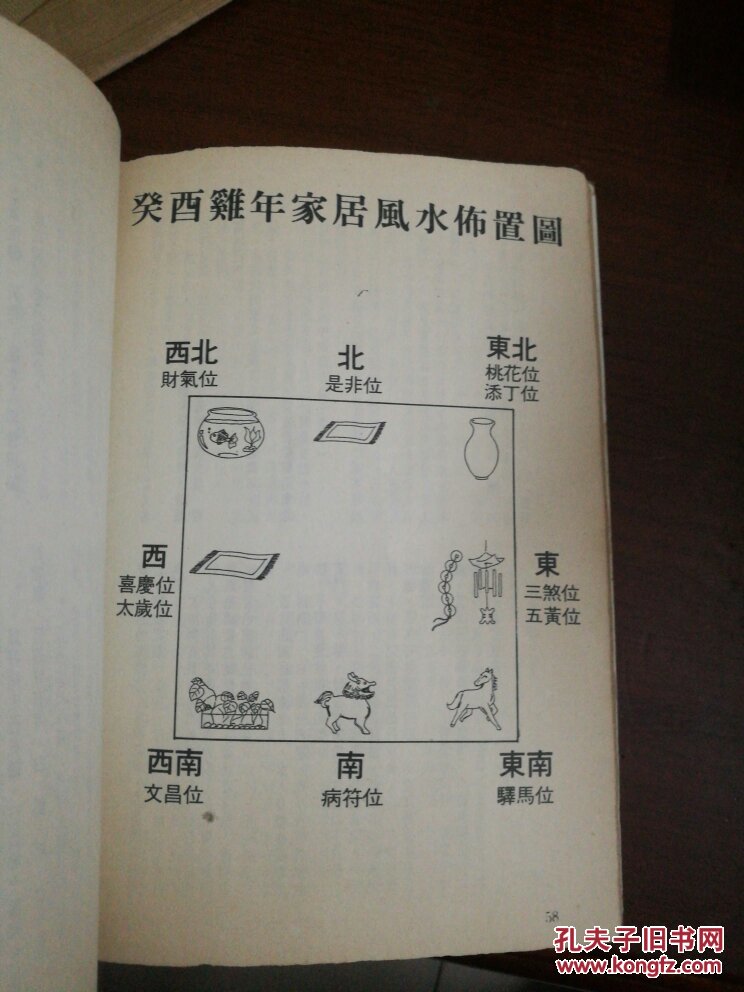 癸酉雞年家居風水佈置圖
西北
財氣位
北
是非位
東北
桃花位
添丁位
西
喜慶位
太歲位
東
三煞位
五黃位
西南
文昌位
南
病符位
東南
驛馬位
58
孔夫子旧书网
www.kongfz.com